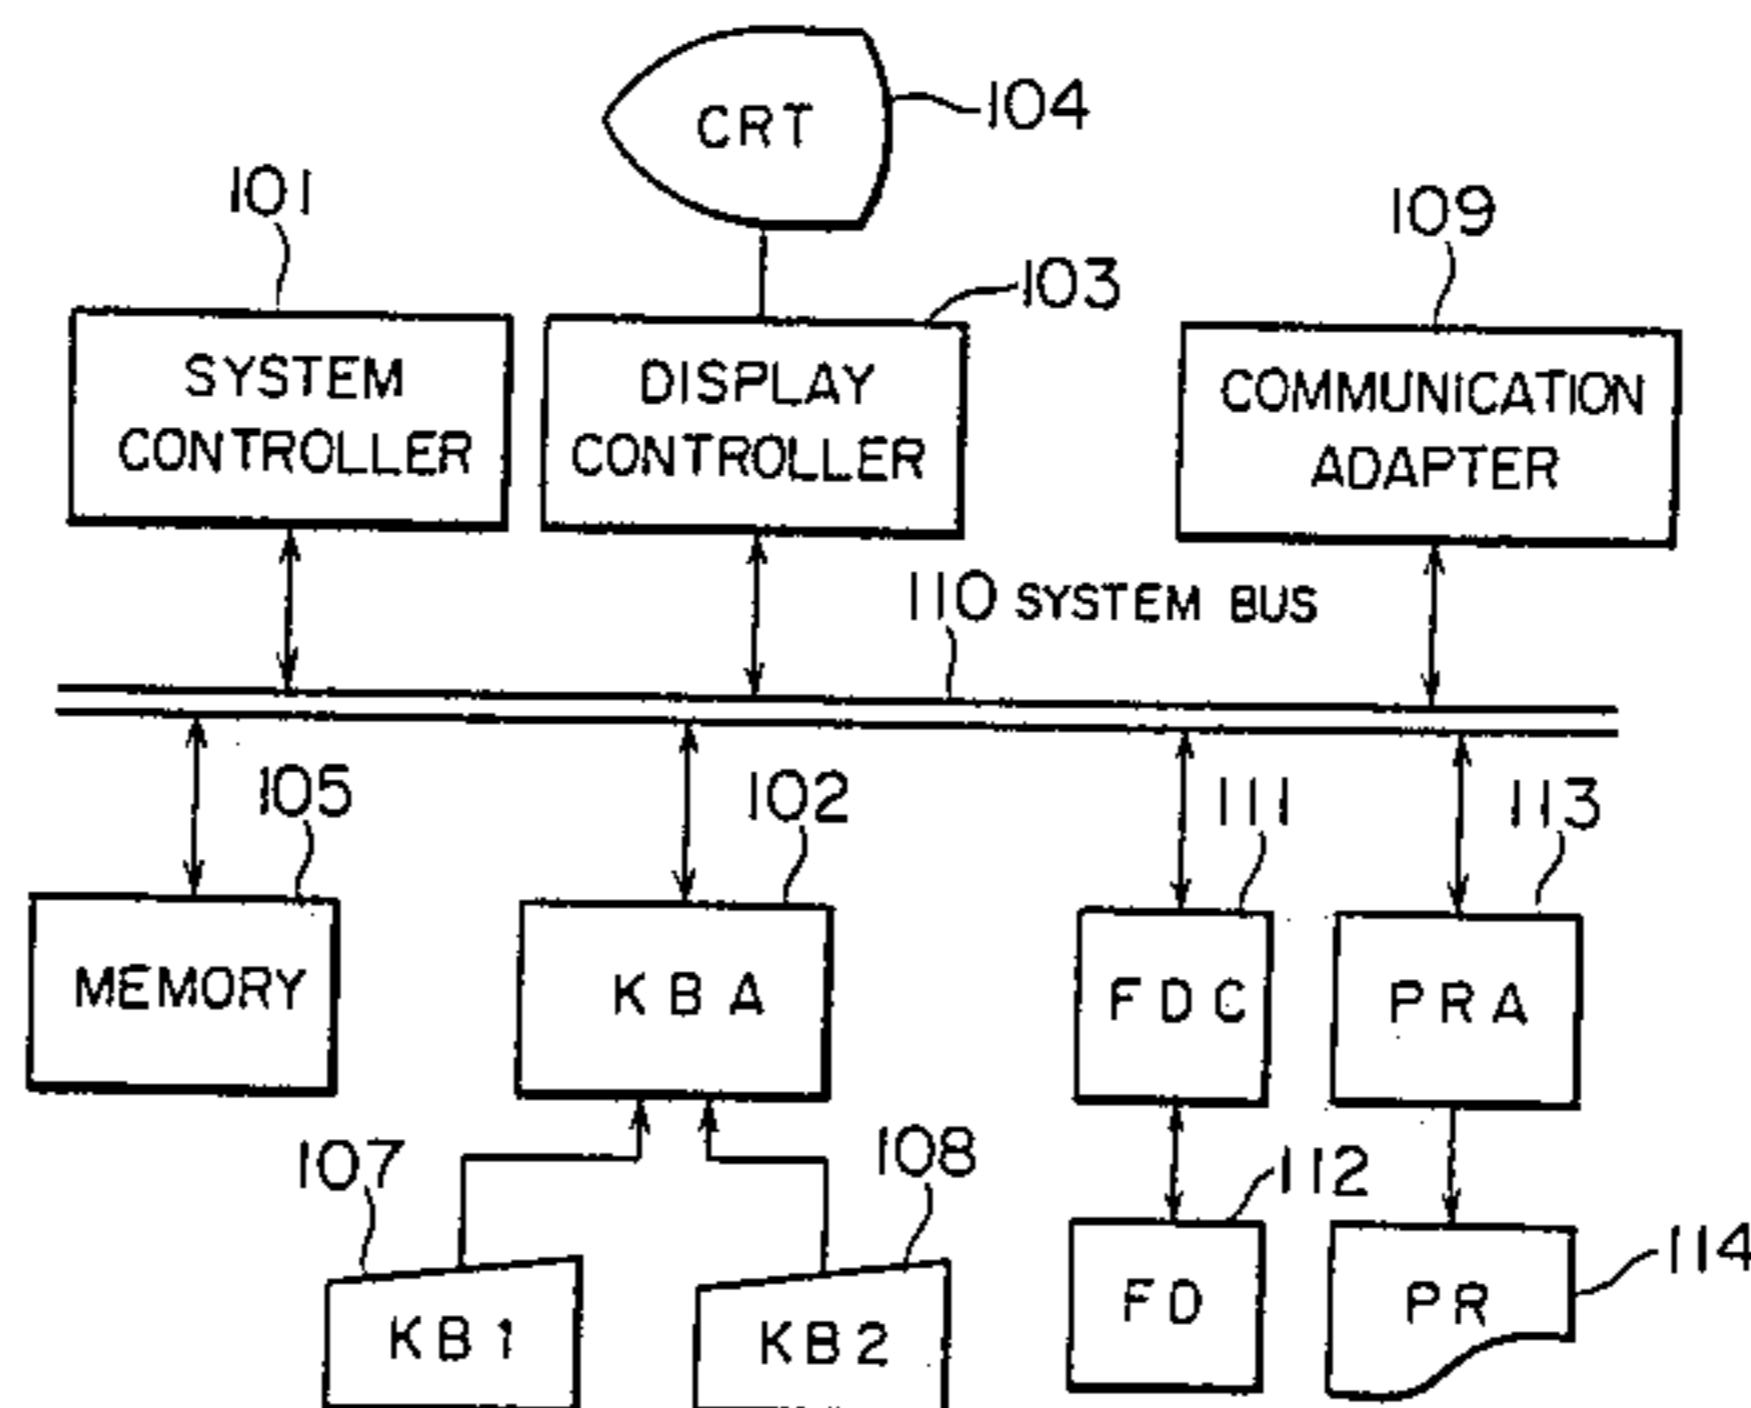 CRT
104
101
109
103
SYSTEM
CONTROLLER
DISPLAY
CONTROLLER
COMMUNICATION
ADAPTER
110 SYSTEM BUS
105
102
111
113
MEMORY
KBA
FDC
PRA
107
108
112
114
KB1
KB2
FD
PR